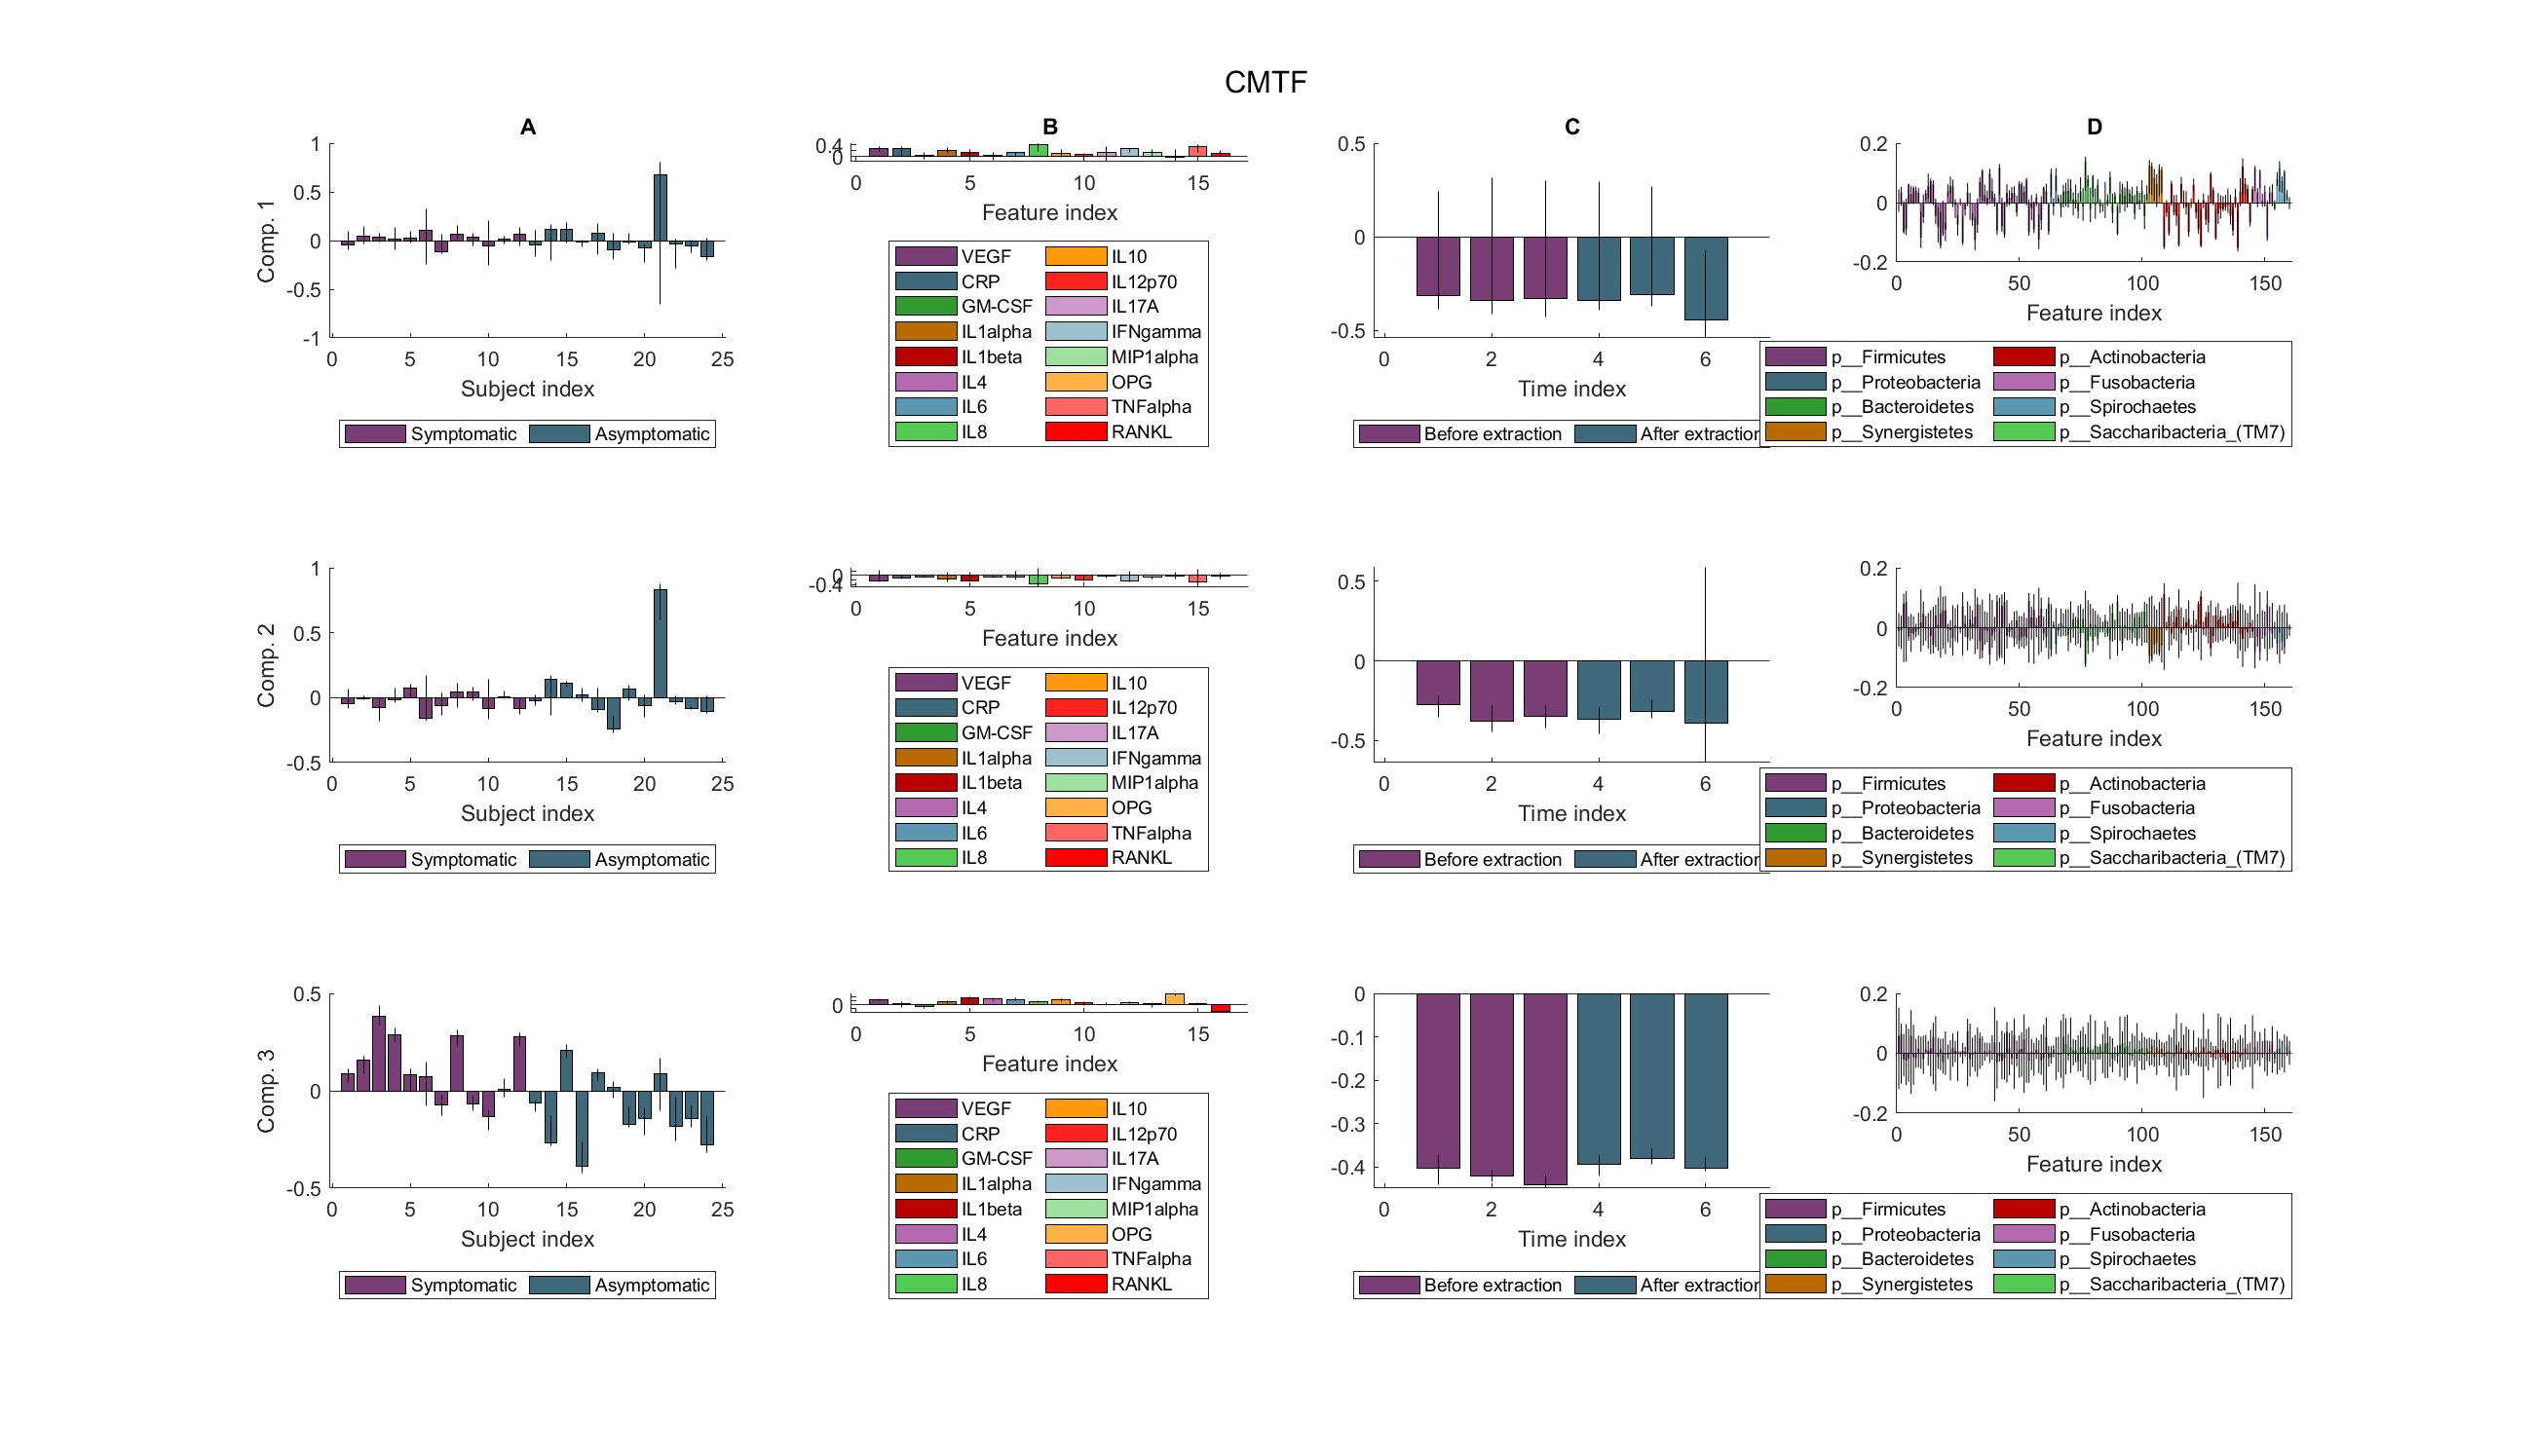 CMTF
A
B
C
D
1
0.5
0
-0.5
-1
Comp. 1
0 5 10 15 20 25
Subject index
Symptomatic Asymptomatic
0.4
0
0 5 10 15
Feature index
VEGF IL10
CRP IL12p70
GM-CSF IL17A
IL1alpha IFNgamma
IL1beta MIP1alpha
IL4 OPG
IL6 TNFalpha
IL8 RANKL
0.5
0
-0.5
0 2 4 6
Time index
Before extraction After extraction
0.2
0
-0.2
0 50 100 150
Feature index
p__Firmicutes p__Actinobacteria
p__Proteobacteria p__Fusobacteria
p__Bacteroidetes p__Spirochaetes
p__Synergistetes p__Saccharibacteria_(TM7)
1
0.5
0
-0.5
Comp. 2
0 5 10 15 20 25
Subject index
Symptomatic Asymptomatic
0
-0.4
0 5 10 15
Feature index
VEGF IL10
CRP IL12p70
GM-CSF IL17A
IL1alpha IFNgamma
IL1beta MIP1alpha
IL4 OPG
IL6 TNFalpha
IL8 RANKL
0.5
0
-0.5
0 2 4 6
Time index
Before extraction After extraction
0.2
0
-0.2
0 50 100 150
Feature index
p__Firmicutes p__Actinobacteria
p__Proteobacteria p__Fusobacteria
p__Bacteroidetes p__Spirochaetes
p__Synergistetes p__Saccharibacteria_(TM7)
0.5
0
-0.5
Comp. 3
0 5 10 15 20 25
Subject index
Symptomatic Asymptomatic
0
0 5 10 15
Feature index
VEGF IL10
CRP IL12p70
GM-CSF IL17A
IL1alpha IFNgamma
IL1beta MIP1alpha
IL4 OPG
IL6 TNFalpha
IL8 RANKL
0
-0.1
-0.2
-0.3
-0.4
0 2 4 6
Time index
Before extraction After extraction
0.2
0
-0.2
0 50 100 150
Feature index
p__Firmicutes p__Actinobacteria
p__Proteobacteria p__Fusobacteria
p__Bacteroidetes p__Spirochaetes
p__Synergistetes p__Saccharibacteria_(TM7)